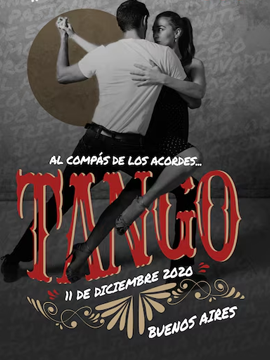 AL COMPÁS DE LOS ACORDES...
TANGO
11 DE DICIEMBRE 2020
BUENOS AIRES